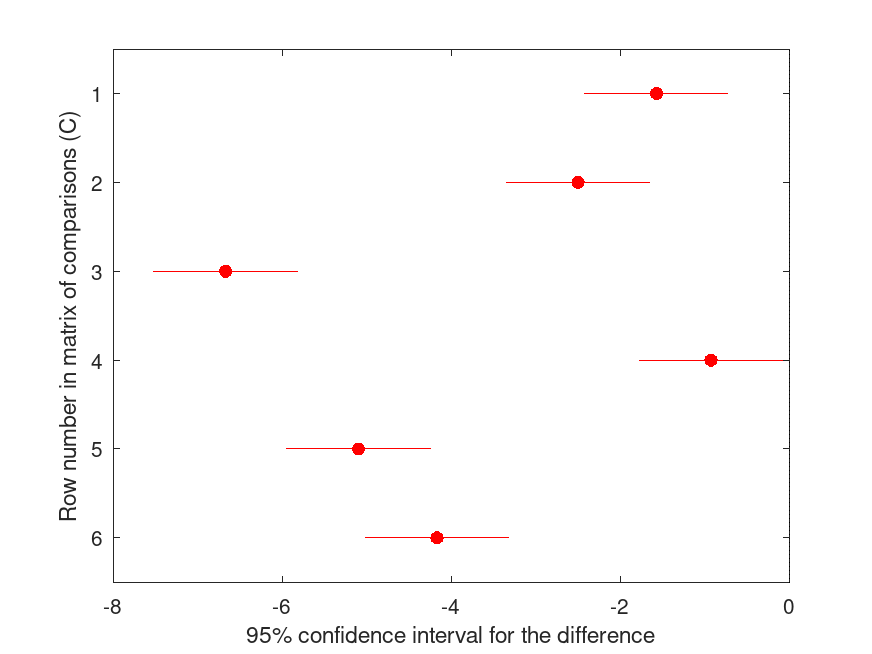 Row number in matrix of comparisons (C)
1
2
3
4
5
6
-8 -6 -4 -2 0
95% confidence interval for the difference